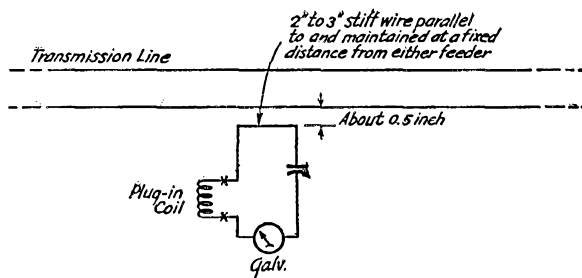 2" to 3" stiff wire parallel
to and maintained at a fixed
distance from either feeder
Transmission Line
About 0.5 inch
Plug-in
Coil
Galv.